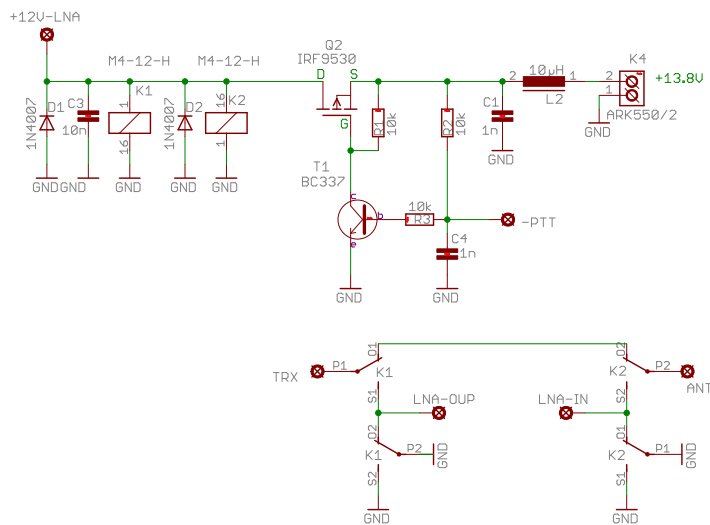 +12V-LNA
M4-12-H
M4-12-H
Q2
IRF9530
D
S
G
K4
+13.8V
10µH
2
1
L2
2
1
ARK550/2
GND
1N4007
D1
C3
10n
1
K1
16
1N4007
D2
16
K2
1
R1
10k
R2
10k
C1
1n
GND
GND
GND
GND
GND
GND
T1
BC337
c
b
e
10k
R3
-PTT
C4
1n
GND
GND
TRX
P1
O1
K1
S1
O2
K2
S2
P2
ANT
LNA-OUP
LNA-IN
O2
K1
P2
GND
S2
GND
O1
K2
P1
GND
S1
GND